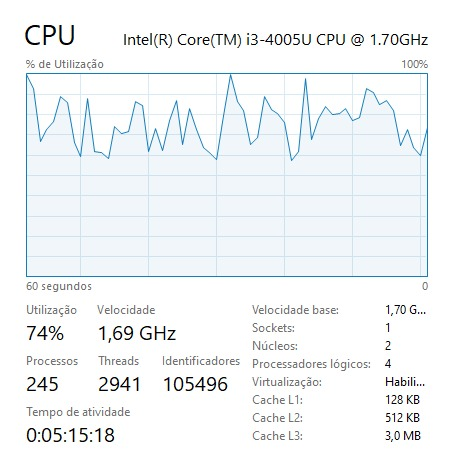 CPU
Intel(R) Core(TM) i3-4005U CPU @ 1.70GHz
% de Utilização 100%
60 segundos 0
Utilização Velocidade
74% 1,69 GHz
Processos Threads Identificadores
245 2941 105496
Tempo de atividade
0:05:15:18
Velocidade base: 1,70 G...
Sockets: 1
Núcleos: 2
Processadores lógicos: 4
Virtualização: Habili...
Cache L1: 128 KB
Cache L2: 512 KB
Cache L3: 3,0 MB